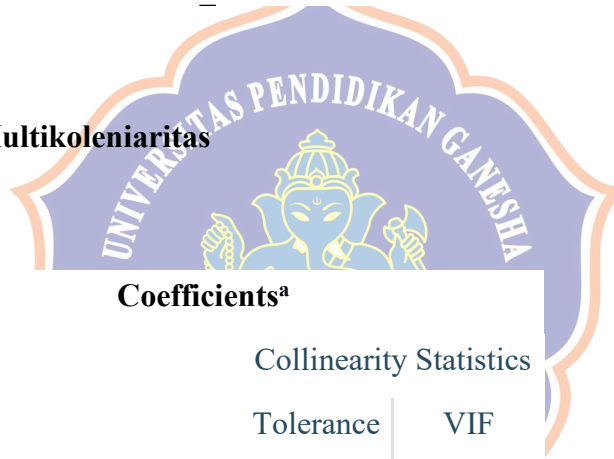 UNIVERSITAS PENDIDIKAN GANESHA
ultikoleniaritas
Coefficientsᵃ
Collinearity Statistics
Tolerance VIF